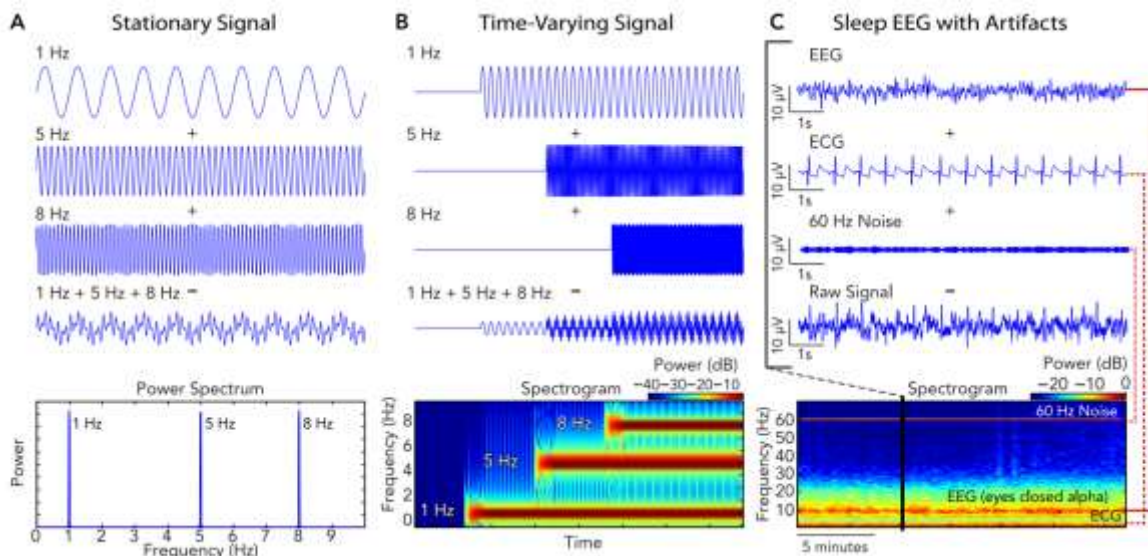 A Stationary Signal
1 Hz
5 Hz +
8 Hz +
1 Hz + 5 Hz + 8 Hz =
Power Spectrum
Power
1 Hz
5 Hz
8 Hz
0 1 2 3 4 5 6 7 8 9
Frequency (Hz)
B Time-Varying Signal
1 Hz
5 Hz +
8 Hz +
1 Hz + 5 Hz + 8 Hz =
Power (dB)
Spectrogram −40−30−20−10
Frequency (Hz)
8
6
4
2
0
8 Hz
5 Hz
1 Hz
Time
C Sleep EEG with Artifacts
EEG
10 μV
1s
+
ECG
10 μV
1s
+
60 Hz Noise
10 μV
1s
=
Raw Signal
10 μV
1s
Power (dB)
Spectrogram −20 −10 0
Frequency (Hz)
60
50
40
30
20
10
60 Hz Noise
EEG (eyes closed alpha)
ECG
5 minutes